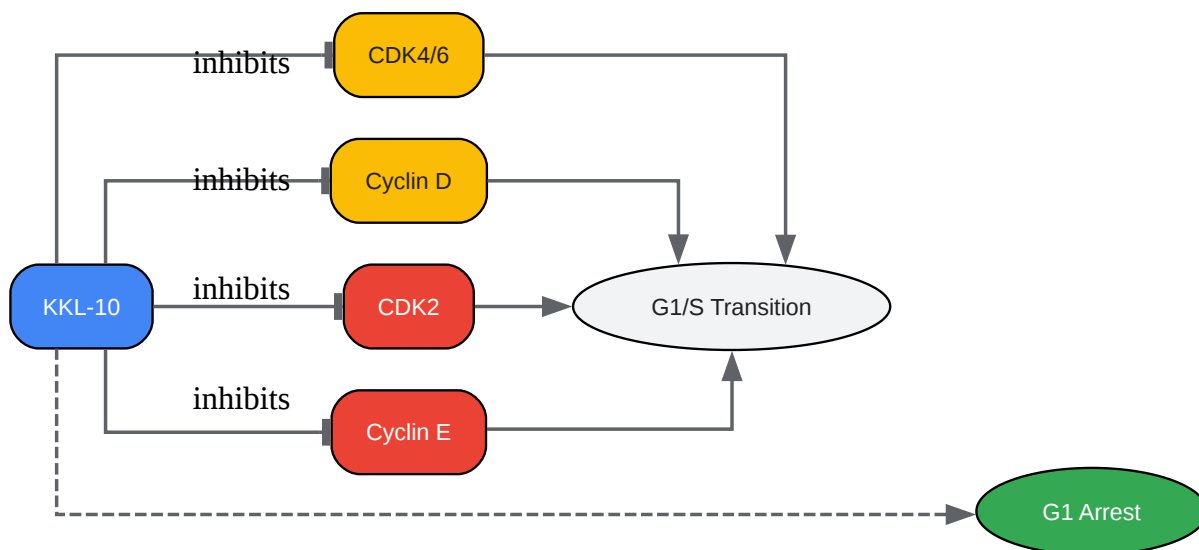 CDK4/6
inhibits
inhibits
Cyclin D
KKL-10
inhibits
CDK2
G1/S Transition
inhibits
Cyclin E
G1 Arrest